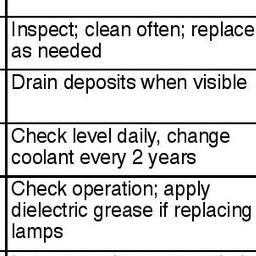 Inspect; clean often; replace
as needed
Drain deposits when visible
Check level daily, change
coolant every 2 years
Check operation; apply
dielectric grease if replacing
lamps